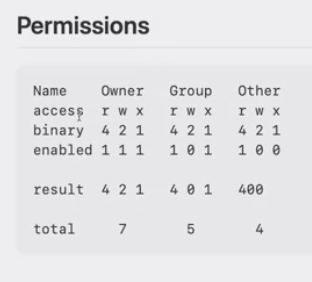 Permissions
Name Owner Group Other
access r w x r w x r w x
binary 4 2 1 4 2 1 4 2 1
enabled 1 1 1 1 0 1 1 0 0
result 4 2 1 4 0 1 400
total 7 5 4